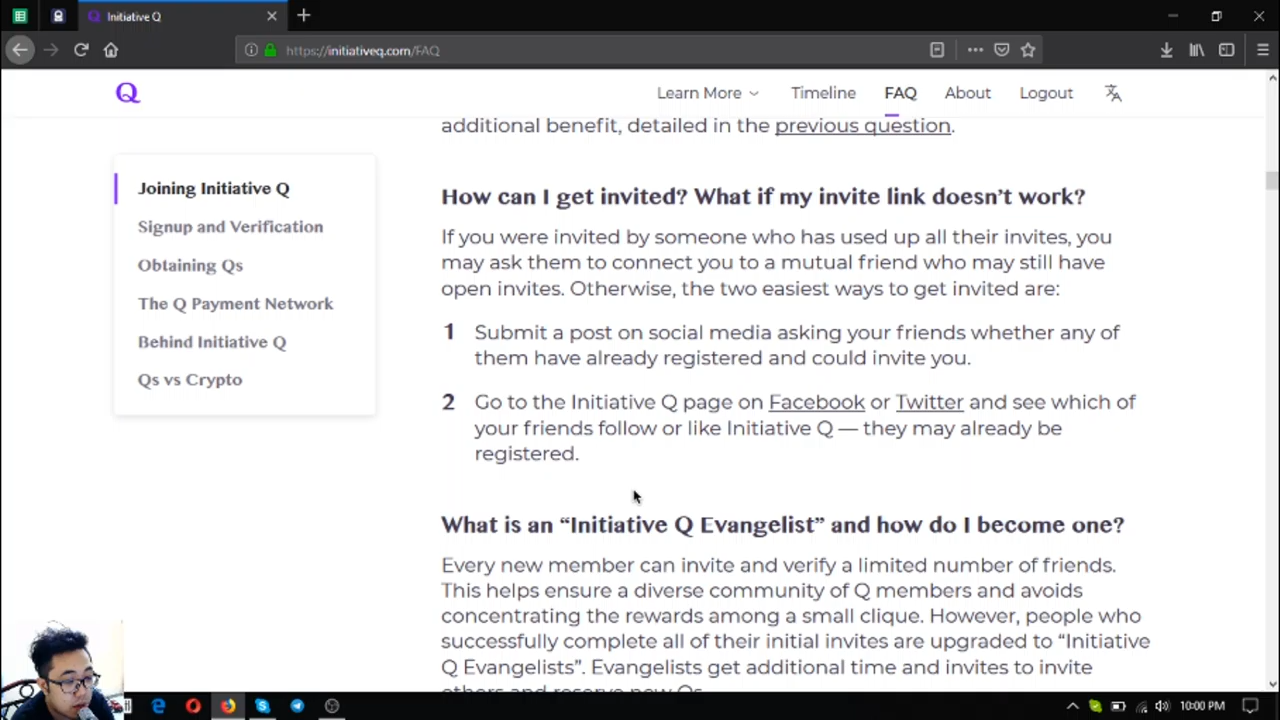 Initiative Q
https://initiativeq.com/FAQ
Q
Learn More
Timeline
FAQ
About
Logout
additional benefit, detailed in the previous question.
Joining Initiative Q
Signup and Verification
Obtaining Qs
The Q Payment Network
Behind Initiative Q
Qs vs Crypto
How can I get invited? What if my invite link doesn’t work?
If you were invited by someone who has used up all their invites, you
may ask them to connect you to a mutual friend who may still have
open invites. Otherwise, the two easiest ways to get invited are:
1 Submit a post on social media asking your friends whether any of
them have already registered and could invite you.
2 Go to the Initiative Q page on Facebook or Twitter and see which of
your friends follow or like Initiative Q — they may already be
registered.
What is an “Initiative Q Evangelist” and how do I become one?
Every new member can invite and verify a limited number of friends.
This helps ensure a diverse community of Q members and avoids
concentrating the rewards among a small clique. However, people who
successfully complete all of their initial invites are upgraded to “Initiative
Q Evangelists”. Evangelists get additional time and invites to invite
others and reserve new Qs.
10:00 PM